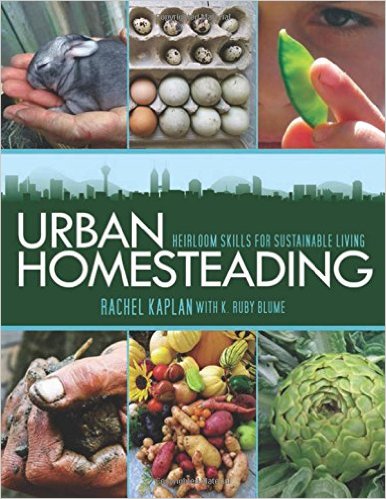 URBAN
HEIRLOOM SKILLS FOR SUSTAINABLE LIVING
HOMESTEADING
RACHEL KAPLAN WITH K. RUBY BLUME